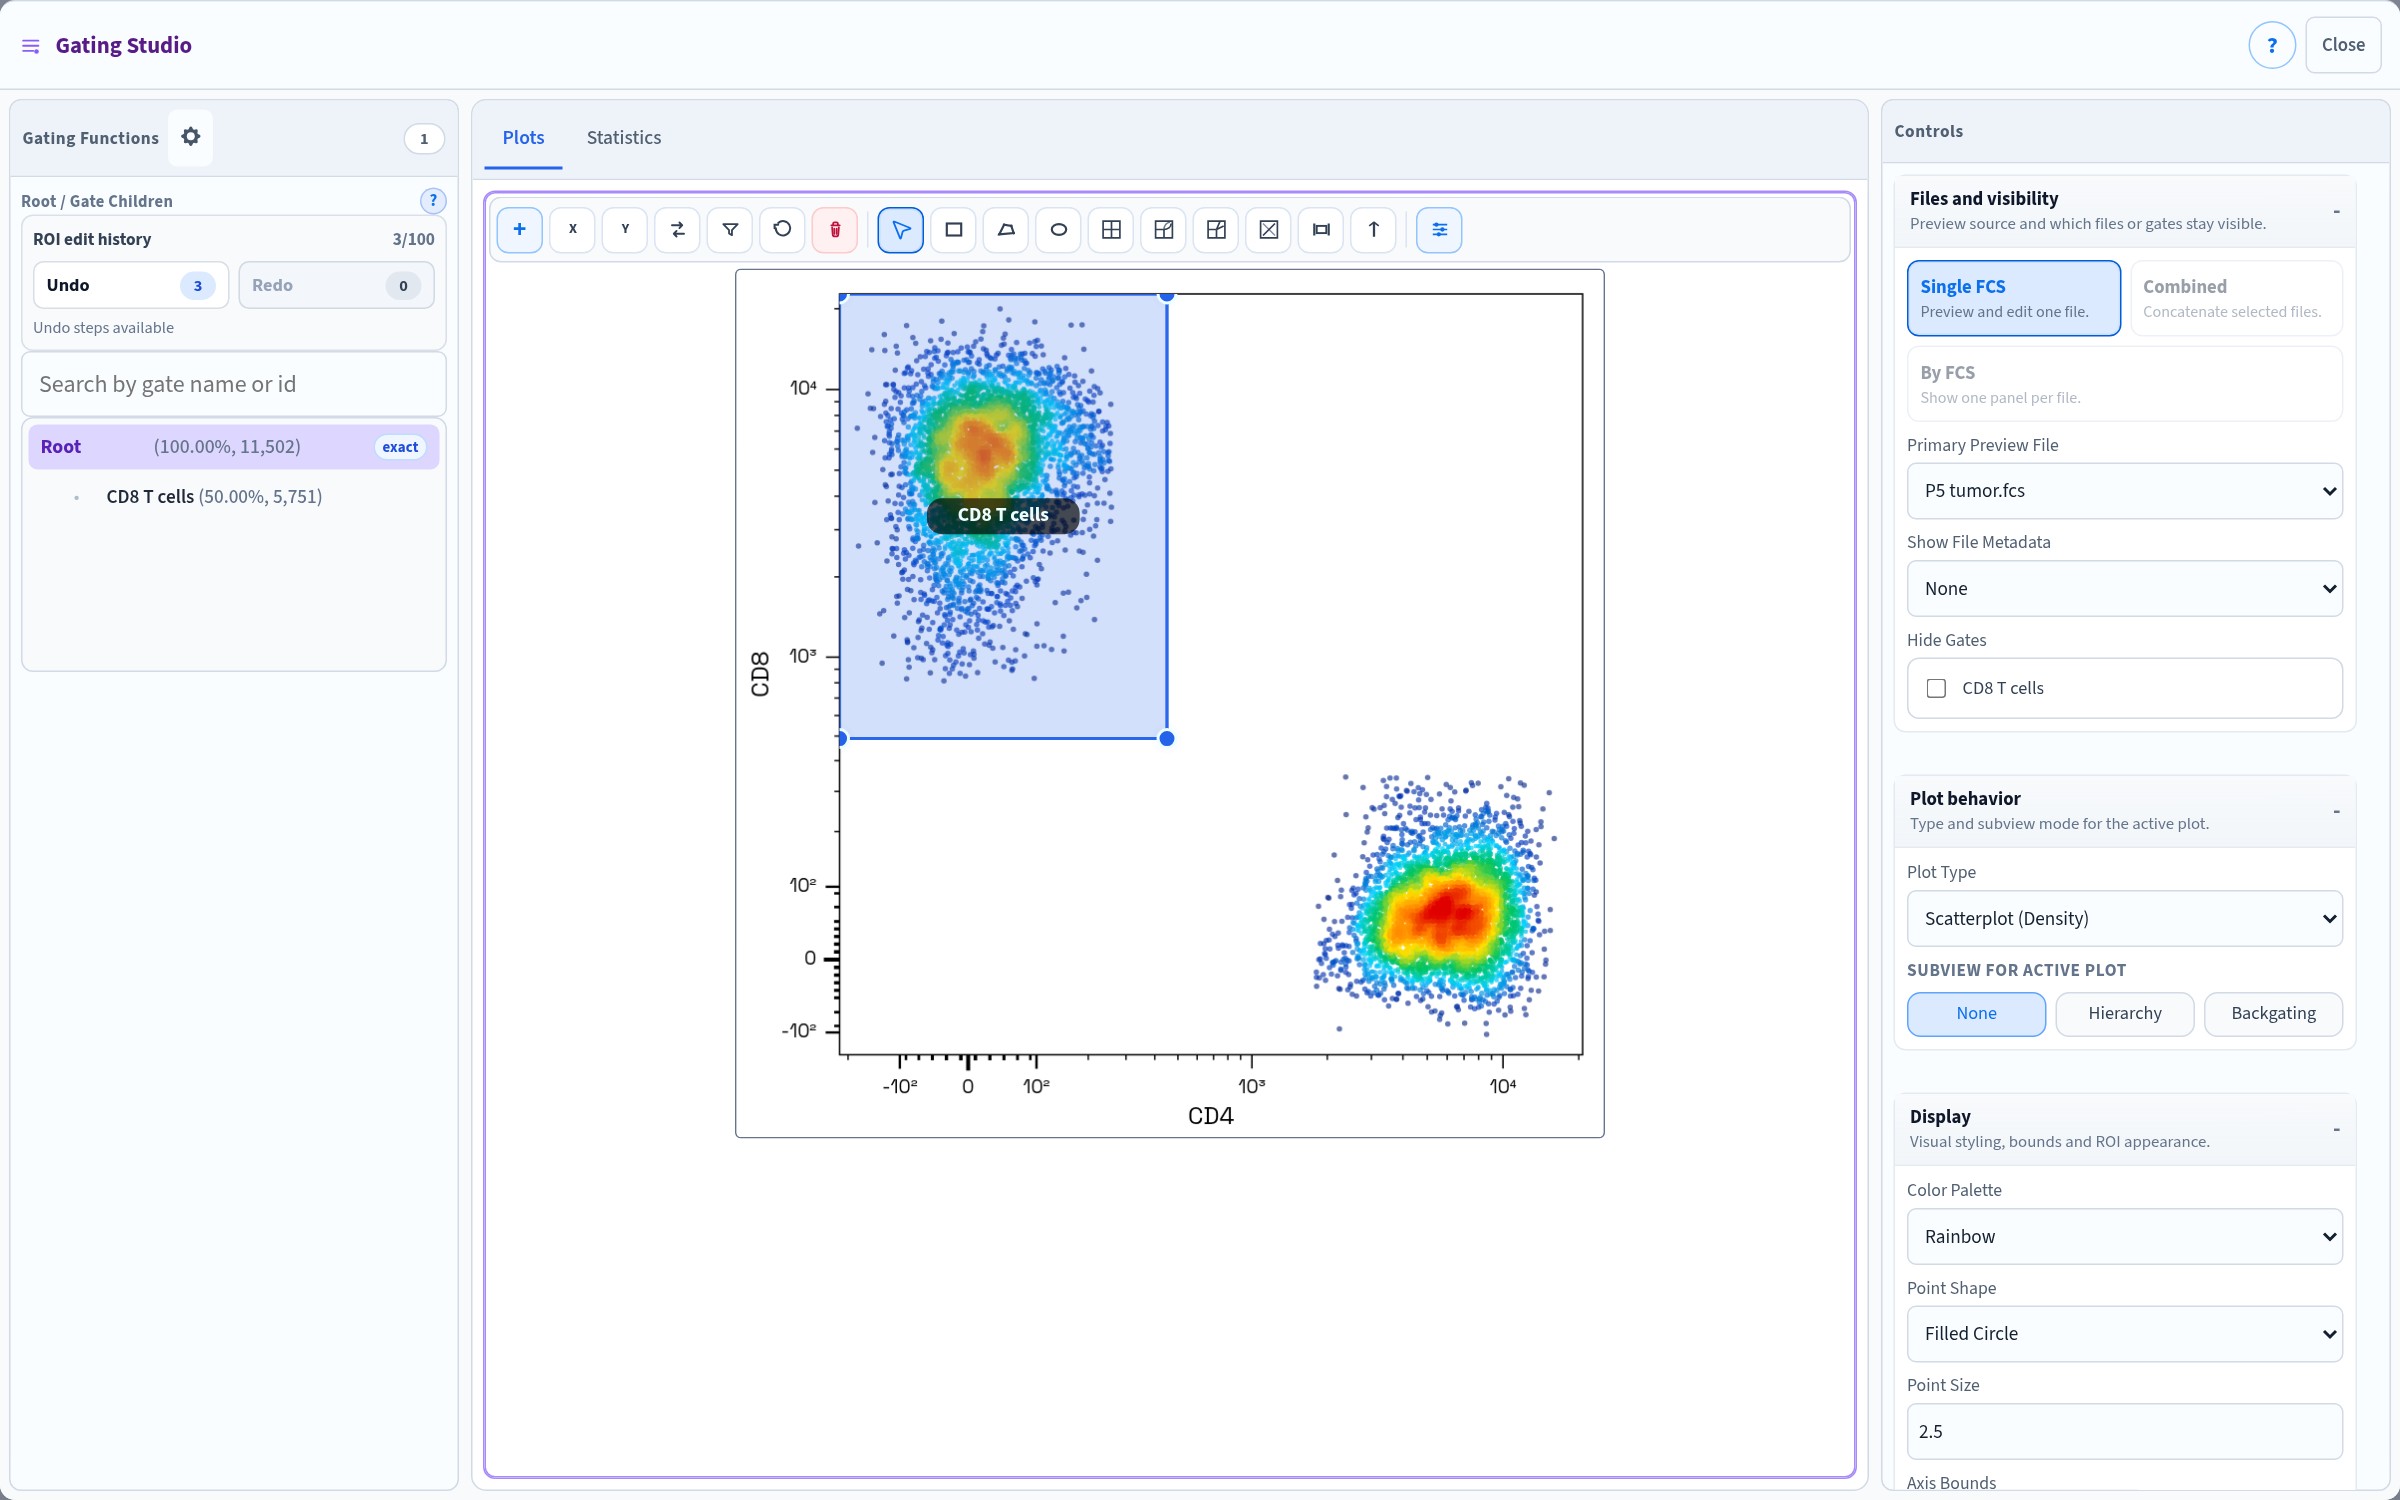 Gating Studio
?
Close
Gating Functions
1
Root / Gate Children
?
ROI edit history
3/100
Undo
3
Redo
0
Undo steps available
Search by gate name or id
Root
(100.00%, 11,502)
exact
CD8 T cells (50.00%, 5,751)
Plots
Statistics
+
X
Y
CD8 T cells
10⁴
10³
10²
0
-10²
CD8
-10²
0
10²
10³
10⁴
CD4
Controls
Files and visibility
Preview source and which files or gates stay visible.
-
Single FCS
Preview and edit one file.
Combined
Concatenate selected files.
By FCS
Show one panel per file.
Primary Preview File
P5 tumor.fcs
Show File Metadata
None
Hide Gates
CD8 T cells
Plot behavior
Type and subview mode for the active plot.
-
Plot Type
Scatterplot (Density)
SUBVIEW FOR ACTIVE PLOT
None
Hierarchy
Backgating
Display
Visual styling, bounds and ROI appearance.
-
Color Palette
Rainbow
Point Shape
Filled Circle
Point Size
2.5
Axis Bounds